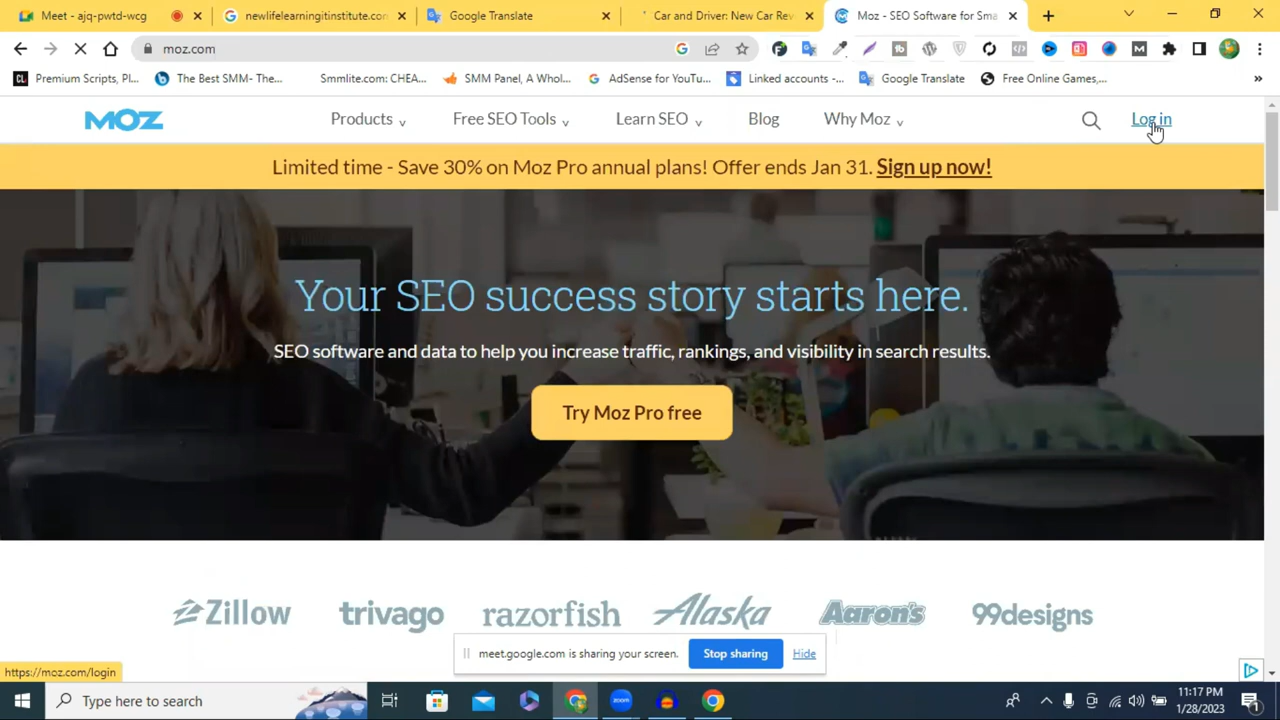 Meet - ajq-pwtd-wcg
newlifelearningitinstitute.con
Google Translate
Car and Driver: New Car Rev
Moz - SEO Software for Sma
moz.com
Premium Scripts, Pl...
The Best SMM- The...
Smmlite.com: CHEA...
SMM Panel, A Whol...
AdSense for YouTu...
Linked accounts -...
Google Translate
Free Online Games,...
MOZ
Products
Free SEO Tools
Learn SEO
Blog
Why Moz
Log in
Limited time - Save 30% on Moz Pro annual plans! Offer ends Jan 31. Sign up now!
Your SEO success story starts here.
SEO software and data to help you increase traffic, rankings, and visibility in search results.
Try Moz Pro free
Zillow
trivago
razorfish
Alaska
Aaron's
99designs
meet.google.com is sharing your screen.
Stop sharing
Hide
https://moz.com/login
Type here to search
zoom
11:17 PM
1/28/2023